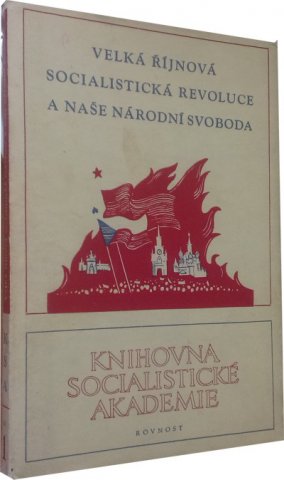 VELKÁ ŘÍJNOVÁ
SOCIALISTICKÁ REVOLUCE
A NAŠE NÁRODNÍ SVOBODA
KNIHOVNA
SOCIALISTICKÉ
AKADEMIE
ROVNOST